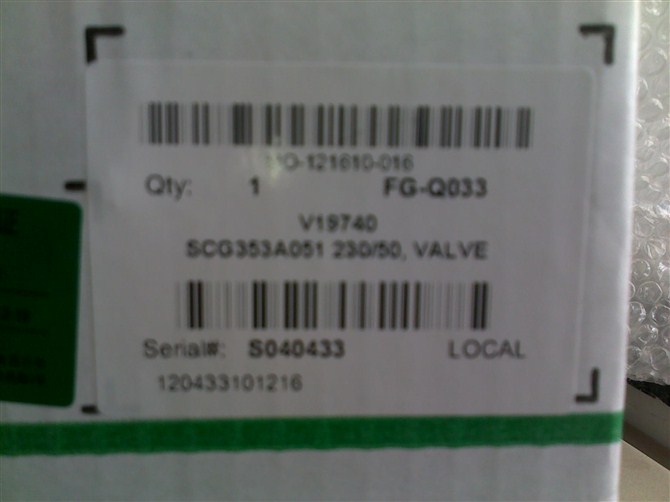 Qty: 1 FG-Q033
V19740
SCG353A051 230/50, VALVE
Serial#: S040433 LOCAL
120433101216